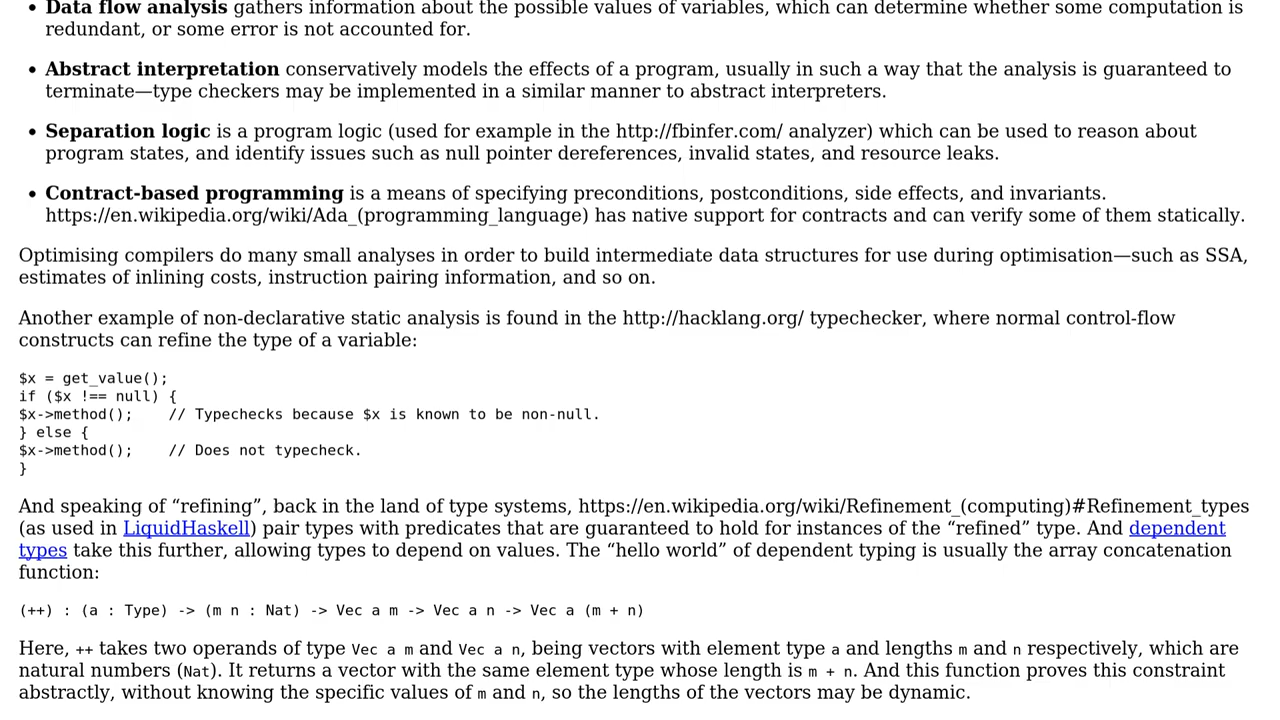 • Data flow analysis gathers information about the possible values of variables, which can determine whether some computation is
redundant, or some error is not accounted for.
• Abstract interpretation conservatively models the effects of a program, usually in such a way that the analysis is guaranteed to
terminate—type checkers may be implemented in a similar manner to abstract interpreters.
• Separation logic is a program logic (used for example in the http://fbinfer.com/ analyzer) which can be used to reason about
program states, and identify issues such as null pointer dereferences, invalid states, and resource leaks.
• Contract-based programming is a means of specifying preconditions, postconditions, side effects, and invariants.
https://en.wikipedia.org/wiki/Ada_(programming_language) has native support for contracts and can verify some of them statically.
Optimising compilers do many small analyses in order to build intermediate data structures for use during optimisation—such as SSA,
estimates of inlining costs, instruction pairing information, and so on.
Another example of non-declarative static analysis is found in the http://hacklang.org/ typechecker, where normal control-flow
constructs can refine the type of a variable:
$x = get_value();
if ($x !== null) {
$x->method();    // Typechecks because $x is known to be non-null.
} else {
$x->method();    // Does not typecheck.
}
And speaking of “refining”, back in the land of type systems, https://en.wikipedia.org/wiki/Refinement_(computing)#Refinement_types
(as used in LiquidHaskell) pair types with predicates that are guaranteed to hold for instances of the “refined” type. And dependent
types take this further, allowing types to depend on values. The “hello world” of dependent typing is usually the array concatenation
function:
(++) : (a : Type) -> (m n : Nat) -> Vec a m -> Vec a n -> Vec a (m + n)
Here, ++ takes two operands of type Vec a m and Vec a n, being vectors with element type a and lengths m and n respectively, which are
natural numbers (Nat). It returns a vector with the same element type whose length is m + n. And this function proves this constraint
abstractly, without knowing the specific values of m and n, so the lengths of the vectors may be dynamic.